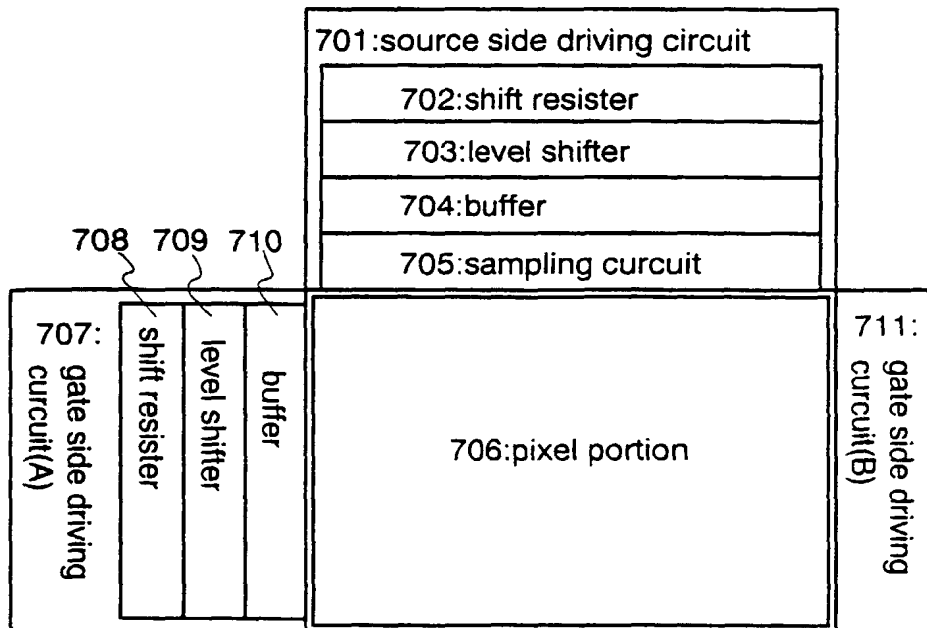 701:source side driving circuit
702:shift resister
703:level shifter
704:buffer
705:sampling curcuit
708 709 710
707:
gate side driving
curcuit(A)
shift resister
level shifter
buffer
706:pixel portion
711:
gate side driving
curcuit(B)